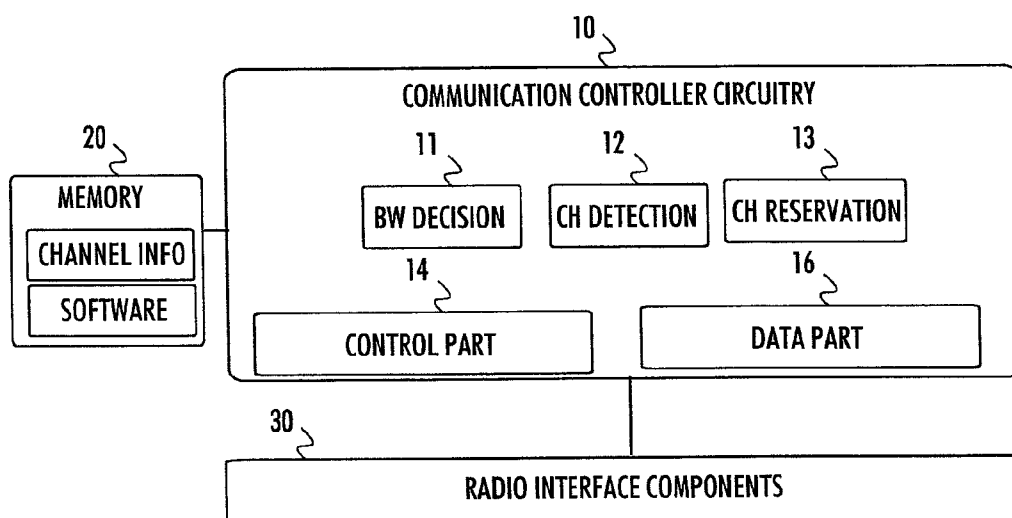 10
COMMUNICATION CONTROLLER CIRCUITRY
20
11
12
13
MEMORY
BW DECISION
CH DETECTION
CH RESERVATION
CHANNEL INFO
14
16
SOFTWARE
CONTROL PART
DATA PART
30
RADIO INTERFACE COMPONENTS